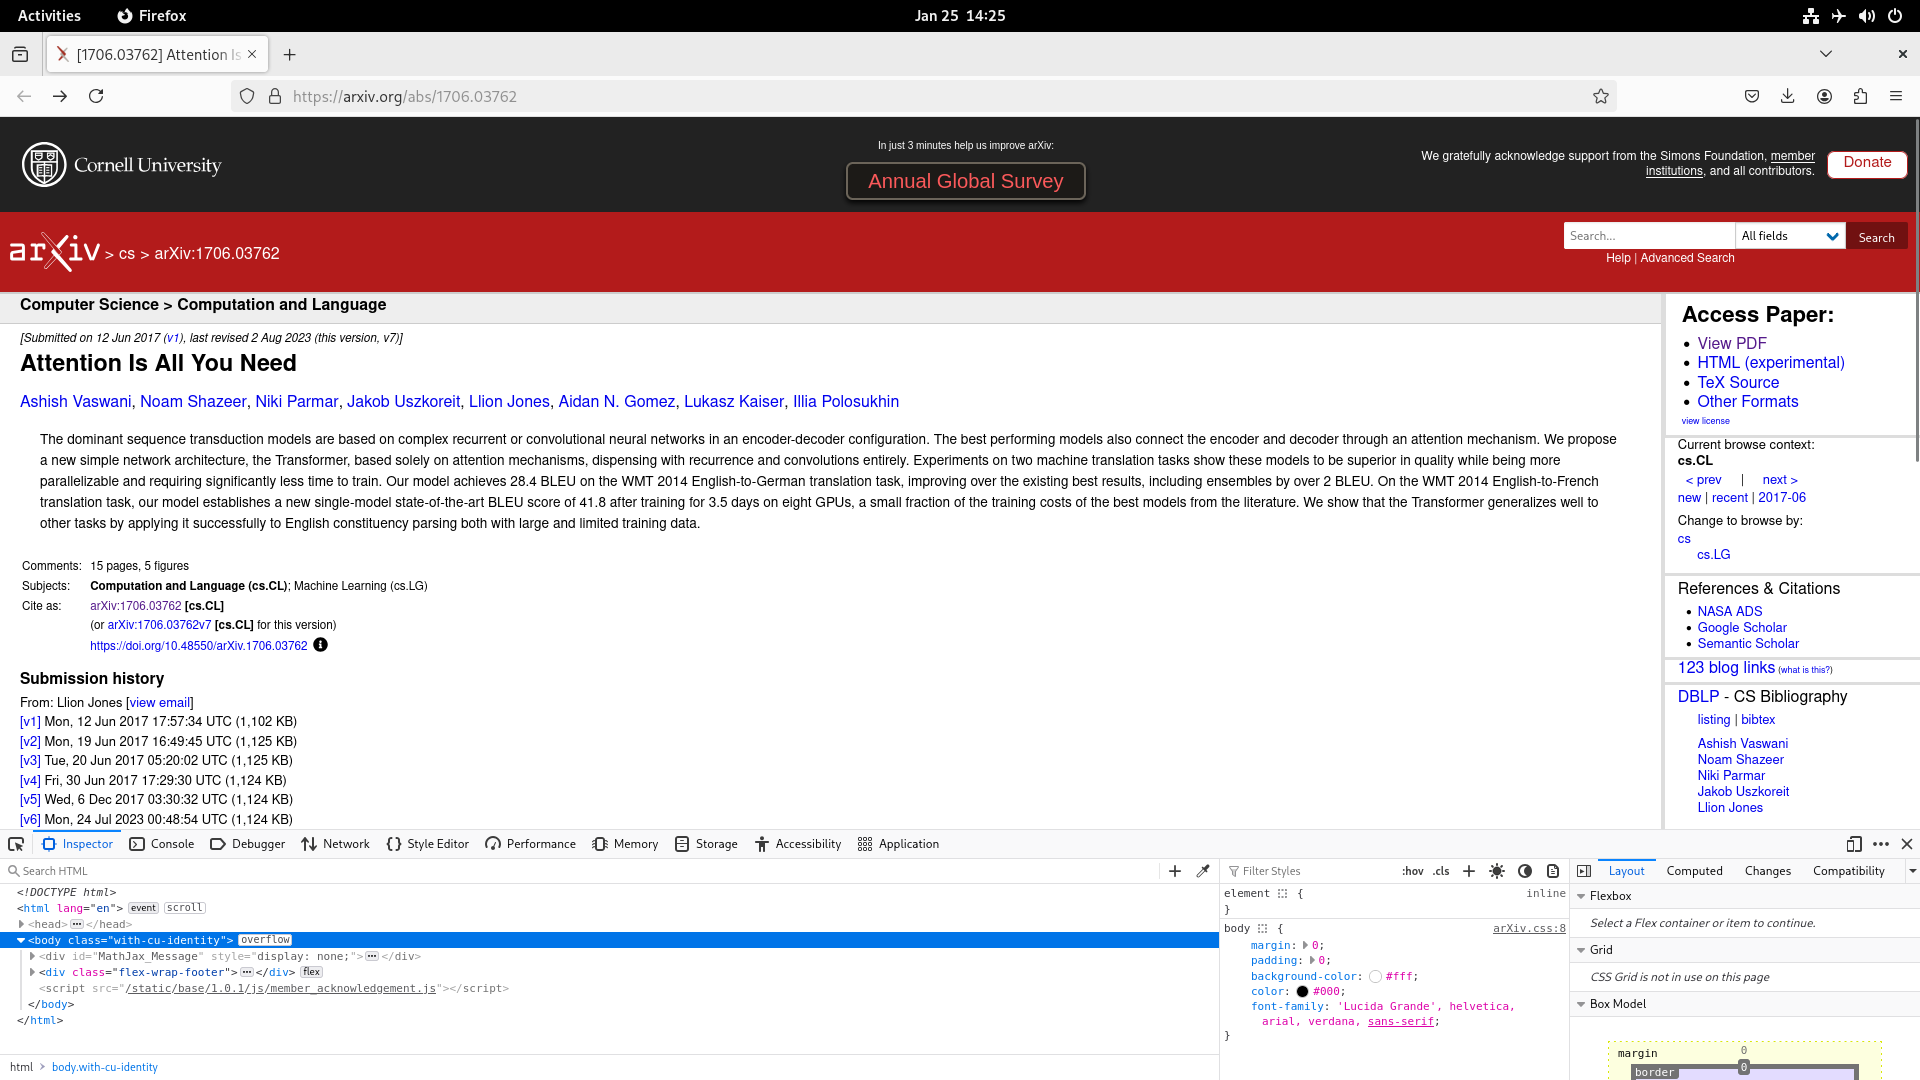 Activities
Firefox
Jan 25 14:25
[1706.03762] Attention Is
https://arxiv.org/abs/1706.03762
Cornell University
In just 3 minutes help us improve arXiv:
Annual Global Survey
We gratefully acknowledge support from the Simons Foundation, member
institutions, and all contributors.
Donate
arXiv > cs > arXiv:1706.03762
Search...
All fields
Search
Help | Advanced Search
Computer Science > Computation and Language
[Submitted on 12 Jun 2017 (v1), last revised 2 Aug 2023 (this version, v7)]
Attention Is All You Need
Ashish Vaswani, Noam Shazeer, Niki Parmar, Jakob Uszkoreit, Llion Jones, Aidan N. Gomez, Lukasz Kaiser, Illia Polosukhin
The dominant sequence transduction models are based on complex recurrent or convolutional neural networks in an encoder-decoder configuration. The best performing models also connect the encoder and decoder through an attention mechanism. We propose
a new simple network architecture, the Transformer, based solely on attention mechanisms, dispensing with recurrence and convolutions entirely. Experiments on two machine translation tasks show these models to be superior in quality while being more
parallelizable and requiring significantly less time to train. Our model achieves 28.4 BLEU on the WMT 2014 English-to-German translation task, improving over the existing best results, including ensembles by over 2 BLEU. On the WMT 2014 English-to-French
translation task, our model establishes a new single-model state-of-the-art BLEU score of 41.8 after training for 3.5 days on eight GPUs, a small fraction of the training costs of the best models from the literature. We show that the Transformer generalizes well to
other tasks by applying it successfully to English constituency parsing both with large and limited training data.
Comments: 15 pages, 5 figures
Subjects: Computation and Language (cs.CL); Machine Learning (cs.LG)
Cite as: arXiv:1706.03762 [cs.CL]
(or arXiv:1706.03762v7 [cs.CL] for this version)
https://doi.org/10.48550/arXiv.1706.03762
Submission history
From: Llion Jones [view email]
[v1] Mon, 12 Jun 2017 17:57:34 UTC (1,102 KB)
[v2] Mon, 19 Jun 2017 16:49:45 UTC (1,125 KB)
[v3] Tue, 20 Jun 2017 05:20:02 UTC (1,125 KB)
[v4] Fri, 30 Jun 2017 17:29:30 UTC (1,124 KB)
[v5] Wed, 6 Dec 2017 03:30:32 UTC (1,124 KB)
[v6] Mon, 24 Jul 2023 00:48:54 UTC (1,124 KB)
Access Paper:
View PDF
HTML (experimental)
TeX Source
Other Formats
view license
Current browse context:
cs.CL
< prev | next >
new | recent | 2017-06
Change to browse by:
cs
cs.LG
References & Citations
NASA ADS
Google Scholar
Semantic Scholar
123 blog links (what is this?)
DBLP - CS Bibliography
listing | bibtex
Ashish Vaswani
Noam Shazeer
Niki Parmar
Jakob Uszkoreit
Llion Jones
Inspector
Console
Debugger
Network
Style Editor
Performance
Memory
Storage
Accessibility
Application
Search HTML
<!DOCTYPE html>
<html lang="en"> event scroll
<head> ··· </head>
<body class="with-cu-identity"> overflow
<div id="MathJax_Message" style="display: none;"> ··· </div>
<div class="flex-wrap-footer"> ··· </div> flex
<script src="/static/base/1.0.1/js/member_acknowledgement.js"></script>
</body>
</html>
html > body.with-cu-identity
Filter Styles
:hov .cls
element { inline
}
body { arXiv.css:8
margin: 0;
padding: 0;
background-color: #fff;
color: #000;
font-family: 'Lucida Grande', helvetica,
arial, verdana, sans-serif;
}
Layout
Computed
Changes
Compatibility
Flexbox
Select a Flex container or item to continue.
Grid
CSS Grid is not in use on this page
Box Model
margin 0
border 0